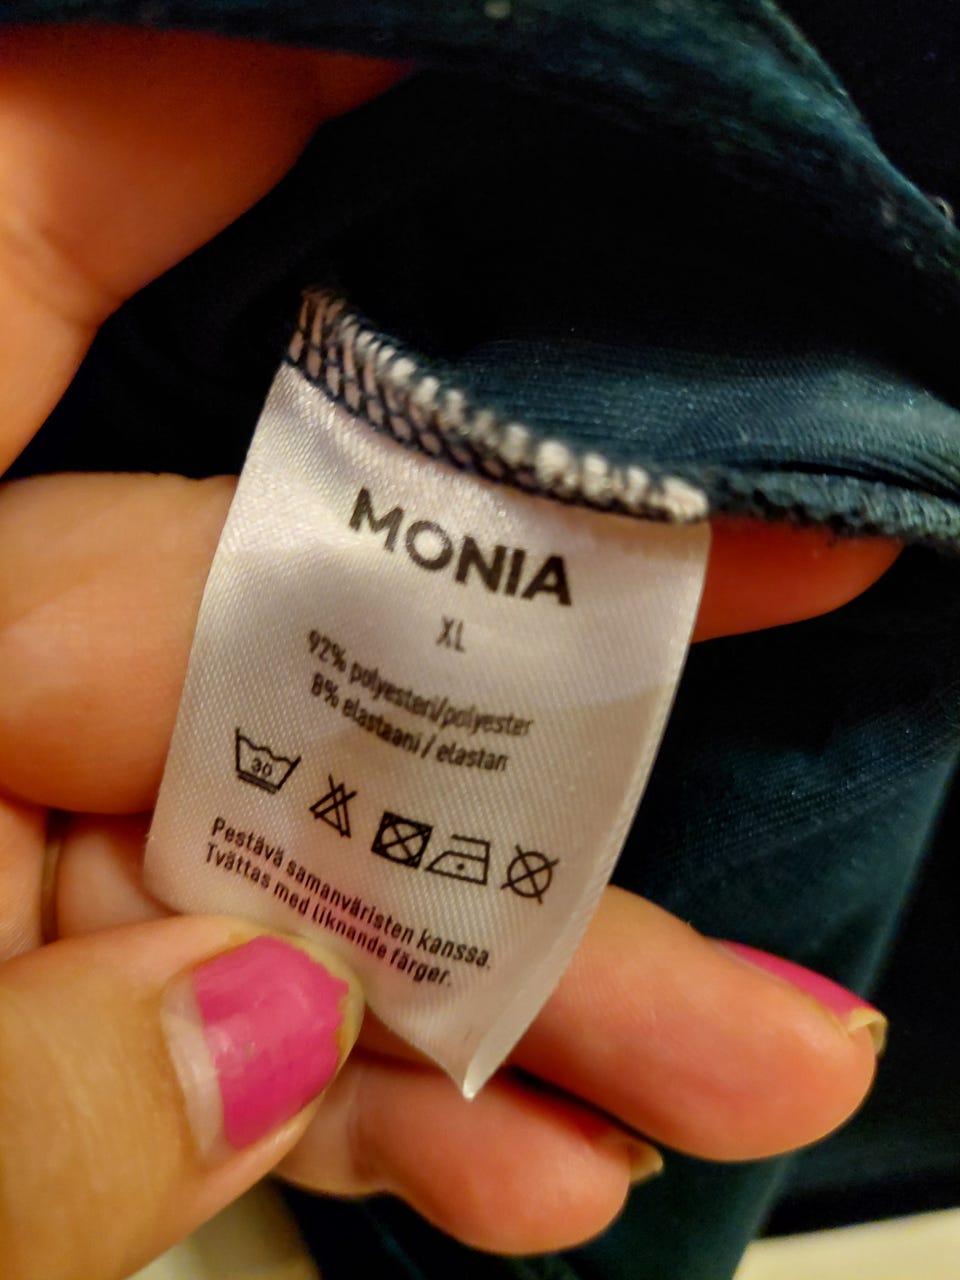 MONIA
XL
92% polyesteri/polyester
8% elastaani / elastan
30
Pestävä samanväristen kanssa.
Tvättas med liknande färger.